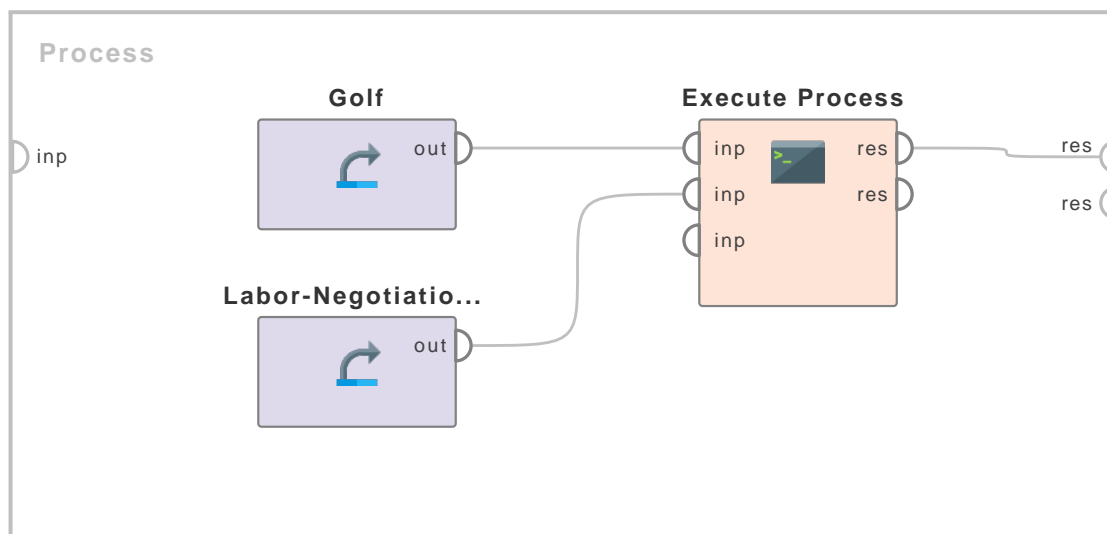 Process
inp
Golf
out
Labor-Negotiatio...
out
Execute Process
inp
res
inp
res
inp
res
res